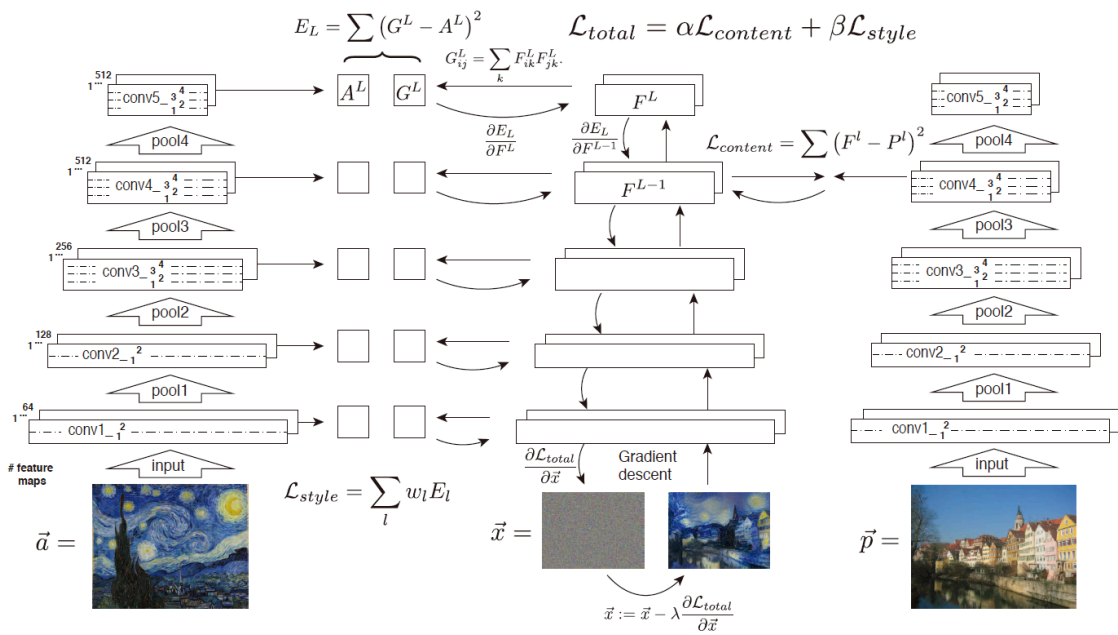 E_L = ∑ (G^L − A^L)^2
L_total = αL_content + βL_style
G^L_ij = ∑_k F^L_ik F^L_jk.
512
1...
conv5_ 1 2 3 4
A^L
G^L
F^L
conv5_ 1 2 3 4
∂E_L/∂F^L
∂E_L/∂F^{L−1}
L_content = ∑ (F^l − P^l)^2
pool4
pool4
512
1...
conv4_ 1 2 3 4
F^{L−1}
conv4_ 1 2 3 4
pool3
pool3
256
1...
conv3_ 1 2 3 4
conv3_ 1 2 3 4
pool2
pool2
128
1...
conv2_ 1 2
conv2_ 1 2
pool1
pool1
64
1...
conv1_ 1 2
conv1_ 1 2
# feature
maps
input
∂L_total/∂x⃗
Gradient
descent
input
L_style = ∑_l w_l E_l
a⃗ =
x⃗ =
p⃗ =
x⃗ := x⃗ − λ ∂L_total/∂x⃗